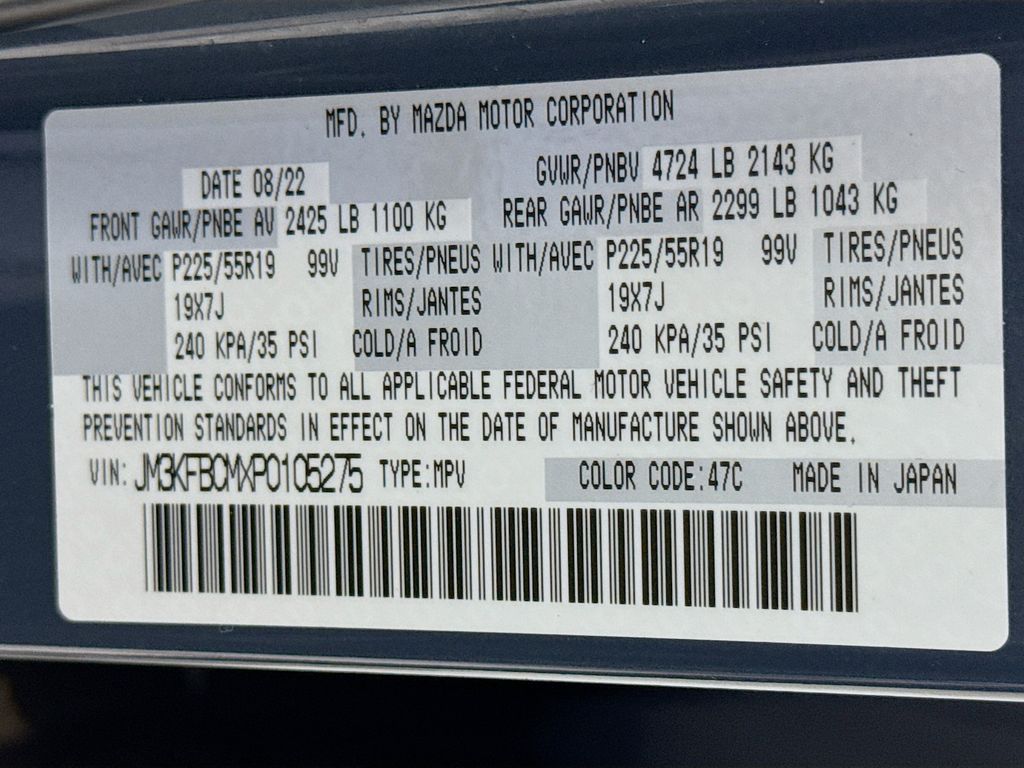 MFD. BY MAZDA MOTOR CORPORATION
DATE 08/22 GVWR/PNBV 4724 LB 2143 KG
FRONT GAWR/PNBE AV 2425 LB 1100 KG REAR GAWR/PNBE AR 2299 LB 1043 KG
WITH/AVEC P225/55R19 99V TIRES/PNEUS WITH/AVEC P225/55R19 99V TIRES/PNEUS
19X7J RIMS/JANTES 19X7J RIMS/JANTES
240 KPA/35 PSI COLD/A FROID 240 KPA/35 PSI COLD/A FROID
THIS VEHICLE CONFORMS TO ALL APPLICABLE FEDERAL MOTOR VEHICLE SAFETY AND THEFT
PREVENTION STANDARDS IN EFFECT ON THE DATE OF MANUFACTURE SHOWN ABOVE.
VIN: JM3KFBCMXP0105275 TYPE:MPV COLOR CODE:47C MADE IN JAPAN